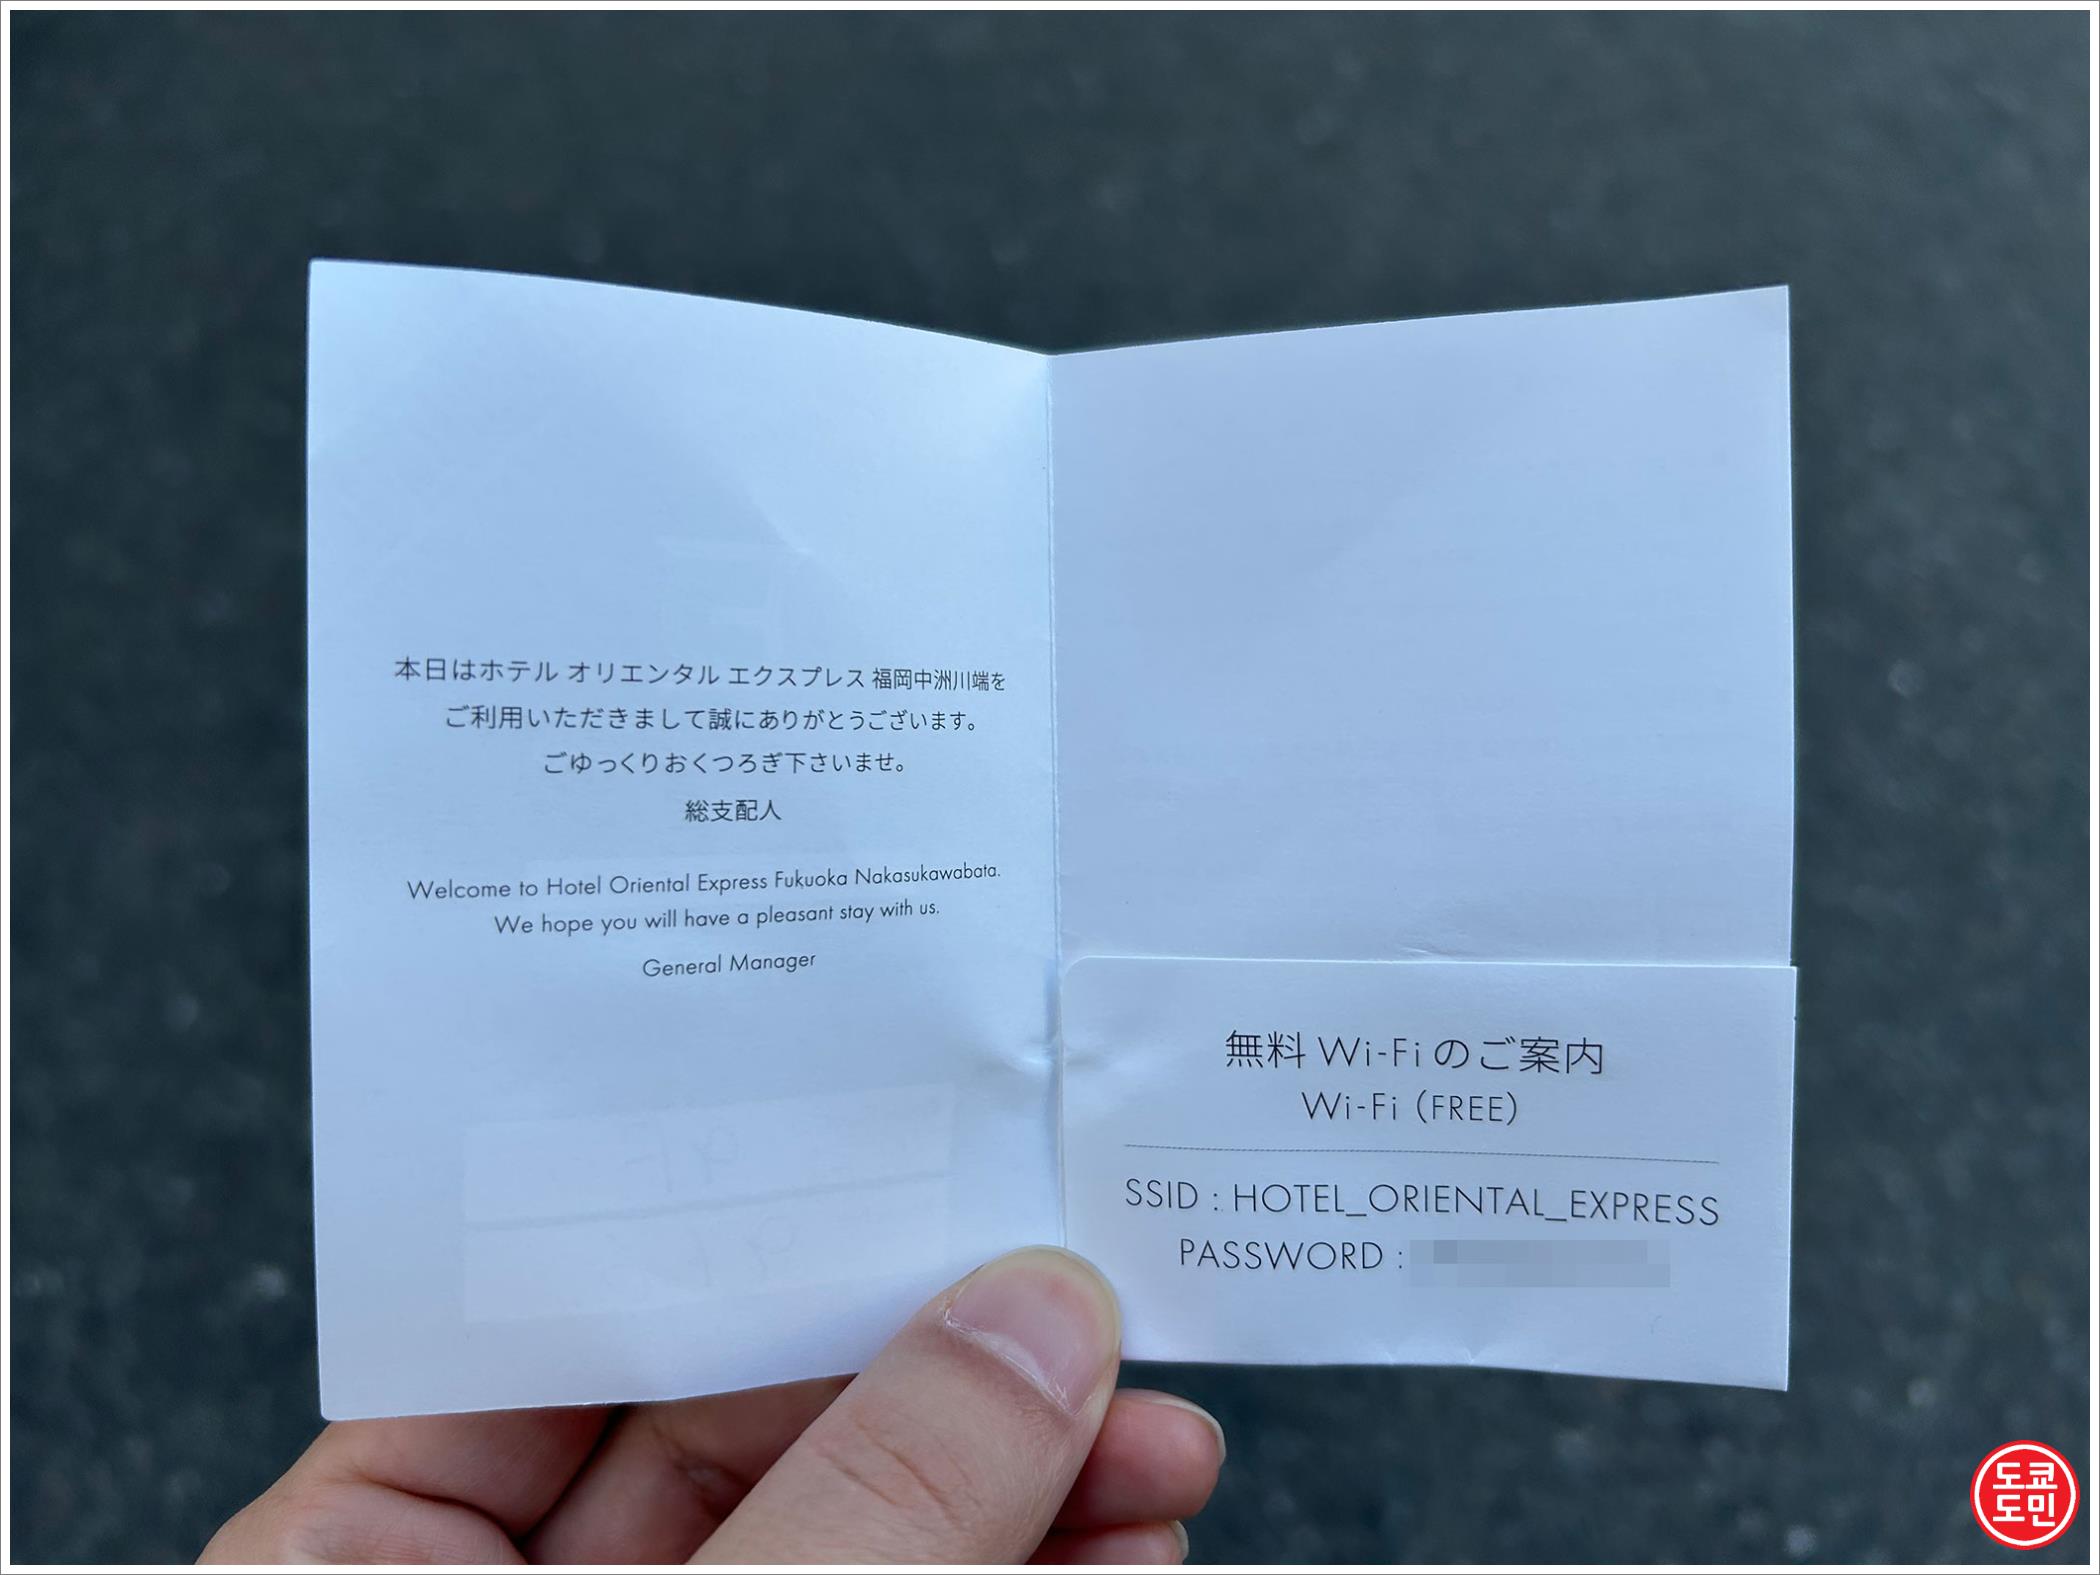 本日はホテル オリエンタル エクスプレス 福岡中洲川端を
ご利用いただきまして誠にありがとうございます。
ごゆっくりおくつろぎ下さいませ。
総支配人
Welcome to Hotel Oriental Express Fukuoka Nakasukawabata.
We hope you will have a pleasant stay with us.
General Manager
無料 Wi-Fi のご案内
Wi-Fi (FREE)
SSID : HOTEL_ORIENTAL_EXPRESS
PASSWORD :
도쿄
도민